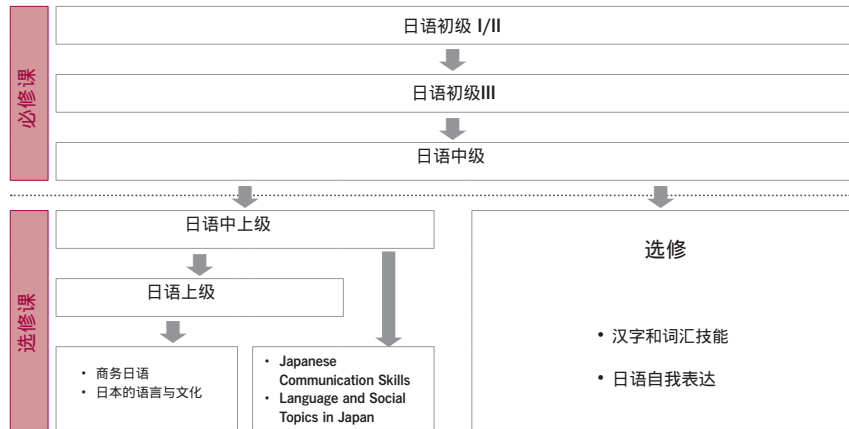 必修课
日语初级 I/II
日语初级III
日语中级
选修课
日语中上级
日语上级
• 商务日语
• 日本的语言与文化
• Japanese
Communication Skills
• Language and Social
Topics in Japan
选修
• 汉字和词汇技能
• 日语自我表达